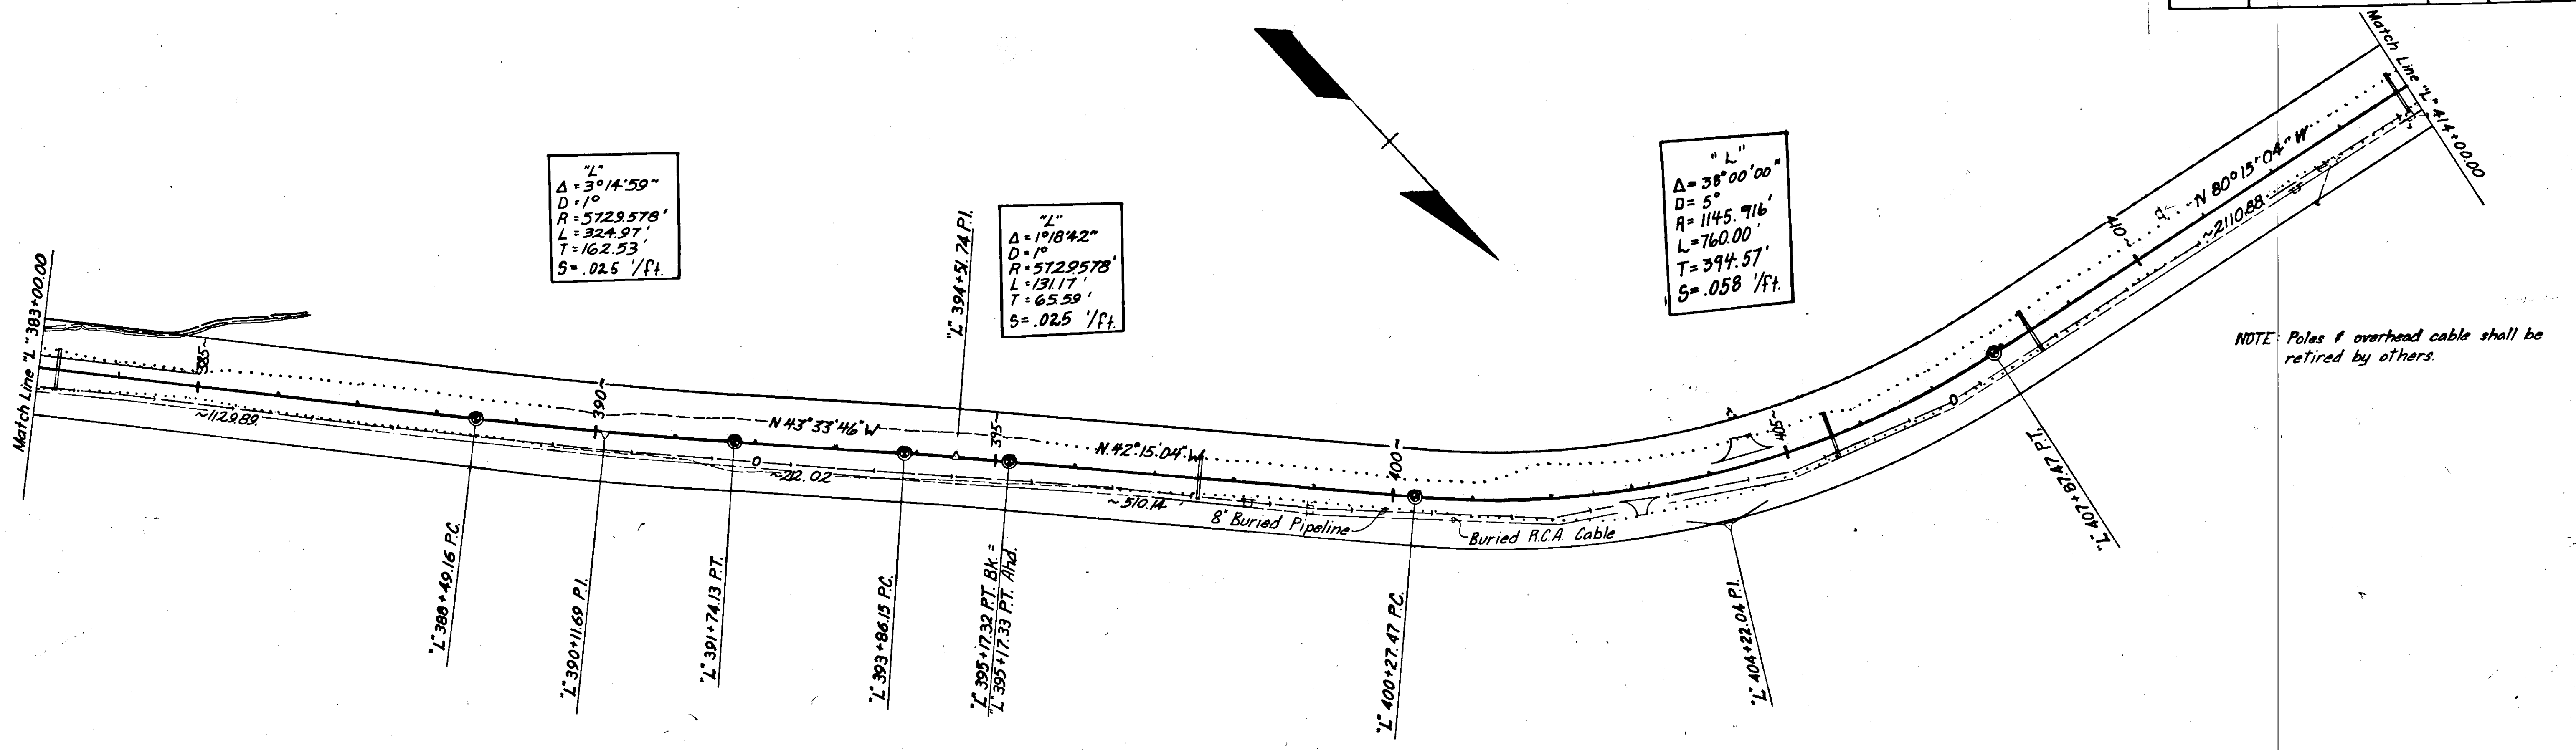 Match Line "L" 383+00.00
385~
~1129.89
"L" 388+49.16 P.C.
"L"
Δ = 3°14'59"
D = 1°
R = 5729.578'
L = 324.97'
T = 162.53'
S = .025 '/ft.
390~
"L" 390+11.69 P.I.
"L" 391+74.13 P.T.
N 43° 33' 46" W
~212.02
"L" 393+86.15 P.C.
"L" 394+51.74 P.I.
395~
"L" 395+17.32 P.T. Bk. =
"L" 395+17.33 P.T. Ahd.
"L"
Δ = 1°18'42"
D = 1°
R = 5729.578'
L = 131.17'
T = 65.59'
S = .025 '/ft.
N 42° 15' 04" W
~510.14
8" Buried Pipeline
400~
"L" 400+27.47 P.C.
Buried R.C.A. Cable
"L" 404+22.04 P.I.
405~
"L"
Δ = 38°00'00"
D = 5°
R = 1145.916'
L = 760.00'
T = 394.57'
S = .058 '/ft.
"L" 407+87.47 P.T.
410~
N 80° 15' 04" W
~2110.88
Match Line "L" 414+00.00
NOTE: Poles & overhead cable shall be
retired by others.